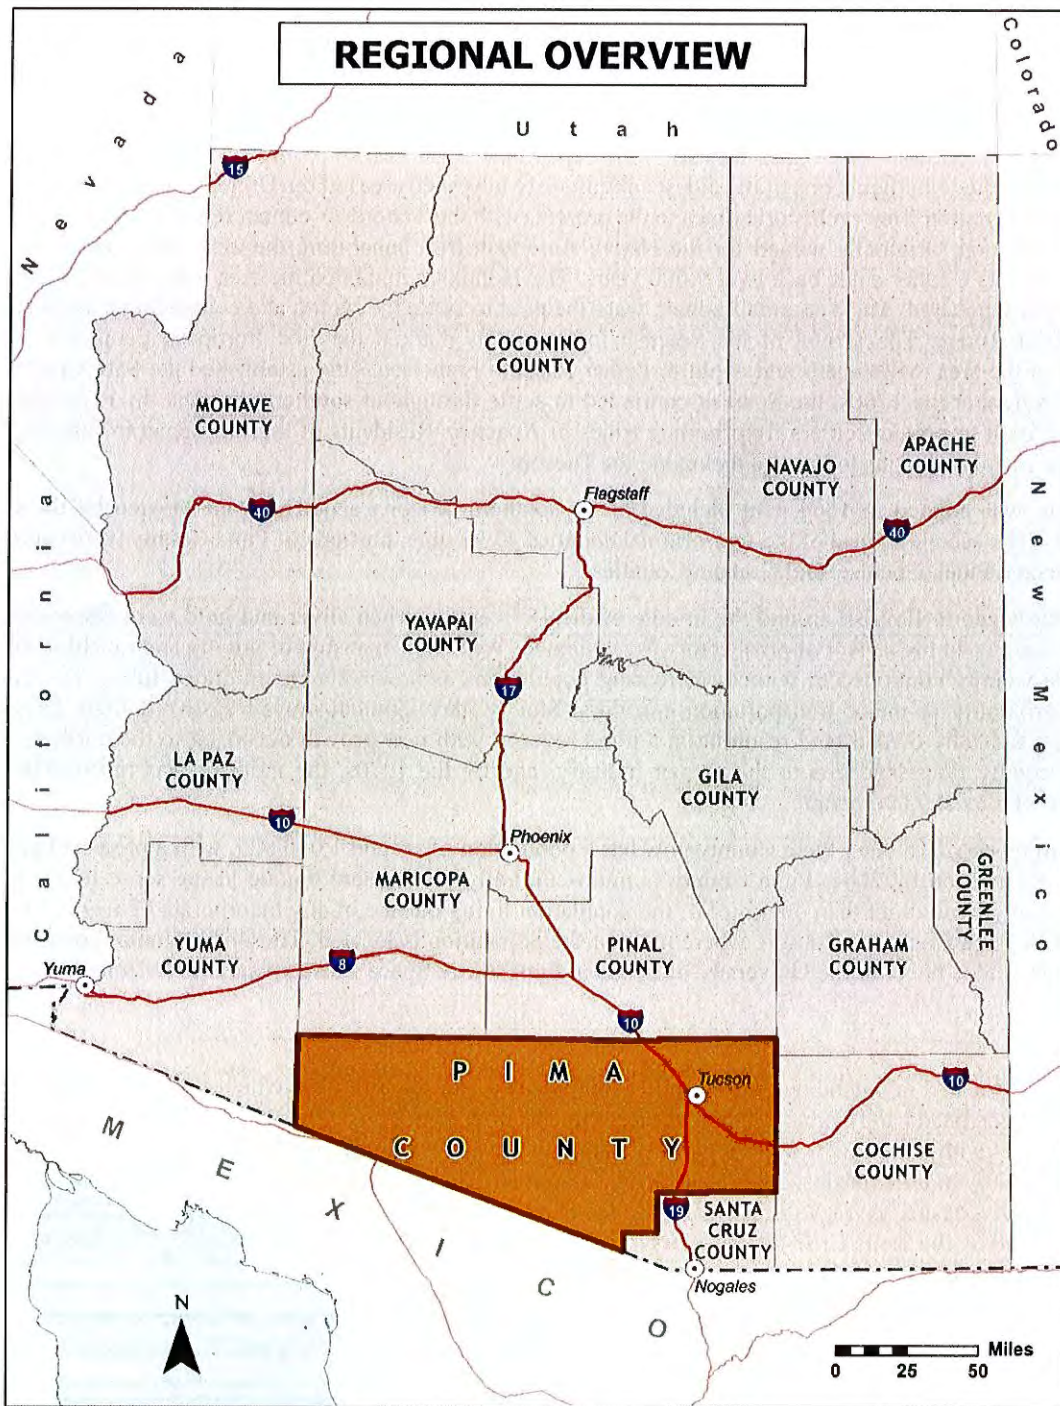 REGIONAL OVERVIEW
Colorado
Utah
Nevada
15
COCONINO
COUNTY
MOHAVE
COUNTY
NAVAJO
COUNTY
APACHE
COUNTY
Flagstaff
40
40
New Mexico
California
YAVAPAI
COUNTY
17
LA PAZ
COUNTY
GILA
COUNTY
10
Phoenix
MARICOPA
COUNTY
GREENLEE
COUNTY
YUMA
COUNTY
8
PINAL
COUNTY
GRAHAM
COUNTY
Yuma
10
PIMA
COUNTY
Tucson
10
COCHISE
COUNTY
19
SANTA
CRUZ
COUNTY
Nogales
MEXICO
N
Miles
0 25 50